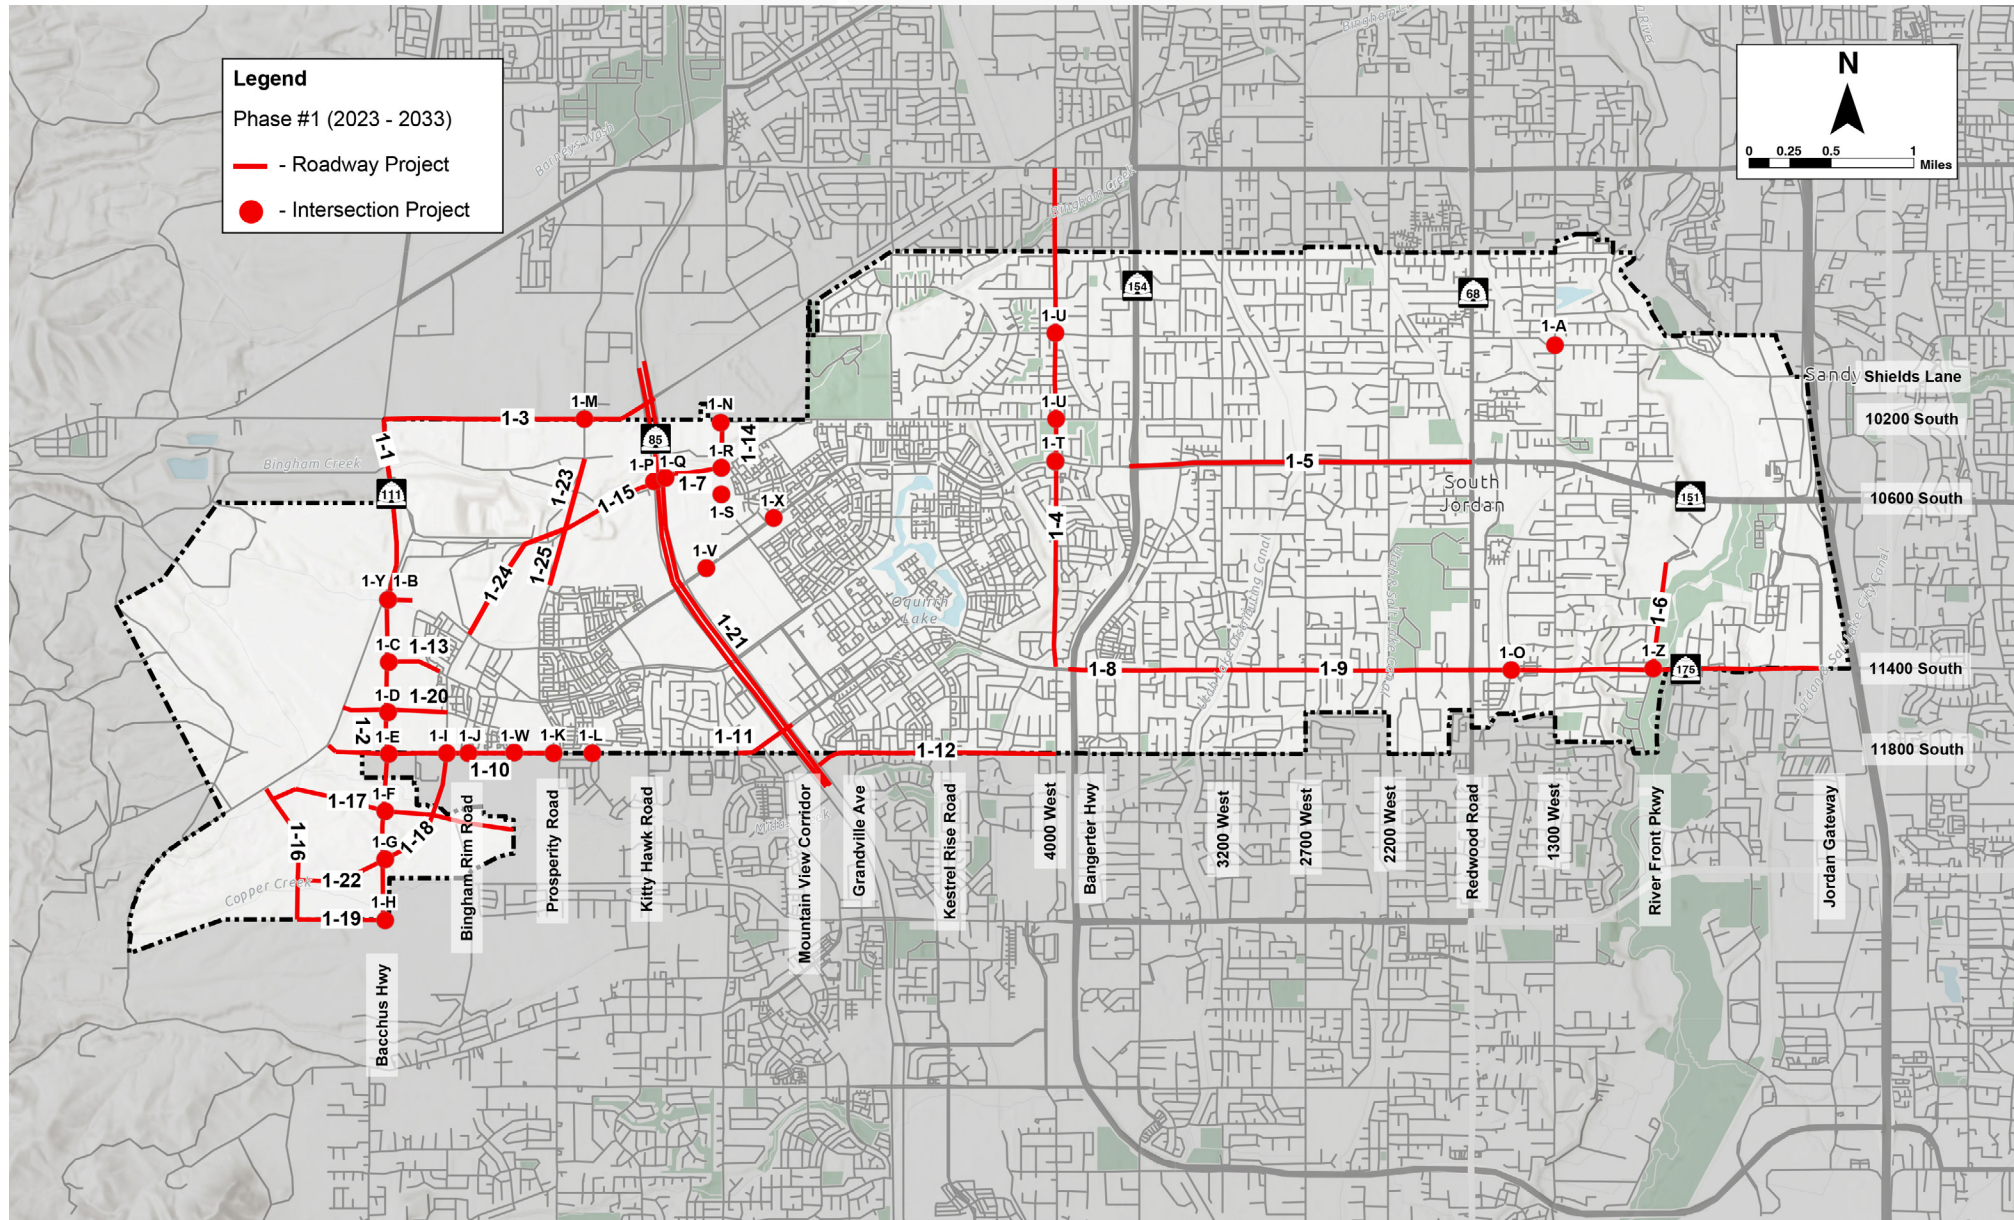 Legend
Phase #1 (2023 - 2033)
- Roadway Project
- Intersection Project
N
0 0.25 0.5 1
Miles
Barneys Wash
Bingham Creek
154
68
1-U
1-A
Sandy
Shields Lane
1-3
1-M
1-N
1-U
10200 South
1-1
85
1-14
1-R
1-T
Bingham Creek
1-P
1-Q
1-7
1-5
111
1-23
1-15
1-S
1-X
South
Jordan
151
10600 South
1-4
1-25
1-V
1-24
1-Y
1-B
Oquirrh
Lake
Utah Lake Distributing Canal
1-6
1-21
1-C
1-13
1-O
1-Z
1-8
1-9
175
11400 South
1-D
1-20
1-2
1-E
1-I
1-J
1-W
1-K
1-L
1-11
1-12
11800 South
1-10
1-17
1-F
1-16
1-G
1-18
1-22
Copper Creek
1-H
1-19
Bacchus Hwy
Bingham Rim Road
Prosperity Road
Kitty Hawk Road
Mountain View Corridor
Grandville Ave
Kestrel Rise Road
4000 West
Bangerter Hwy
3200 West
2700 West
2200 West
Redwood Road
1300 West
River Front Pkwy
Jordan Gateway